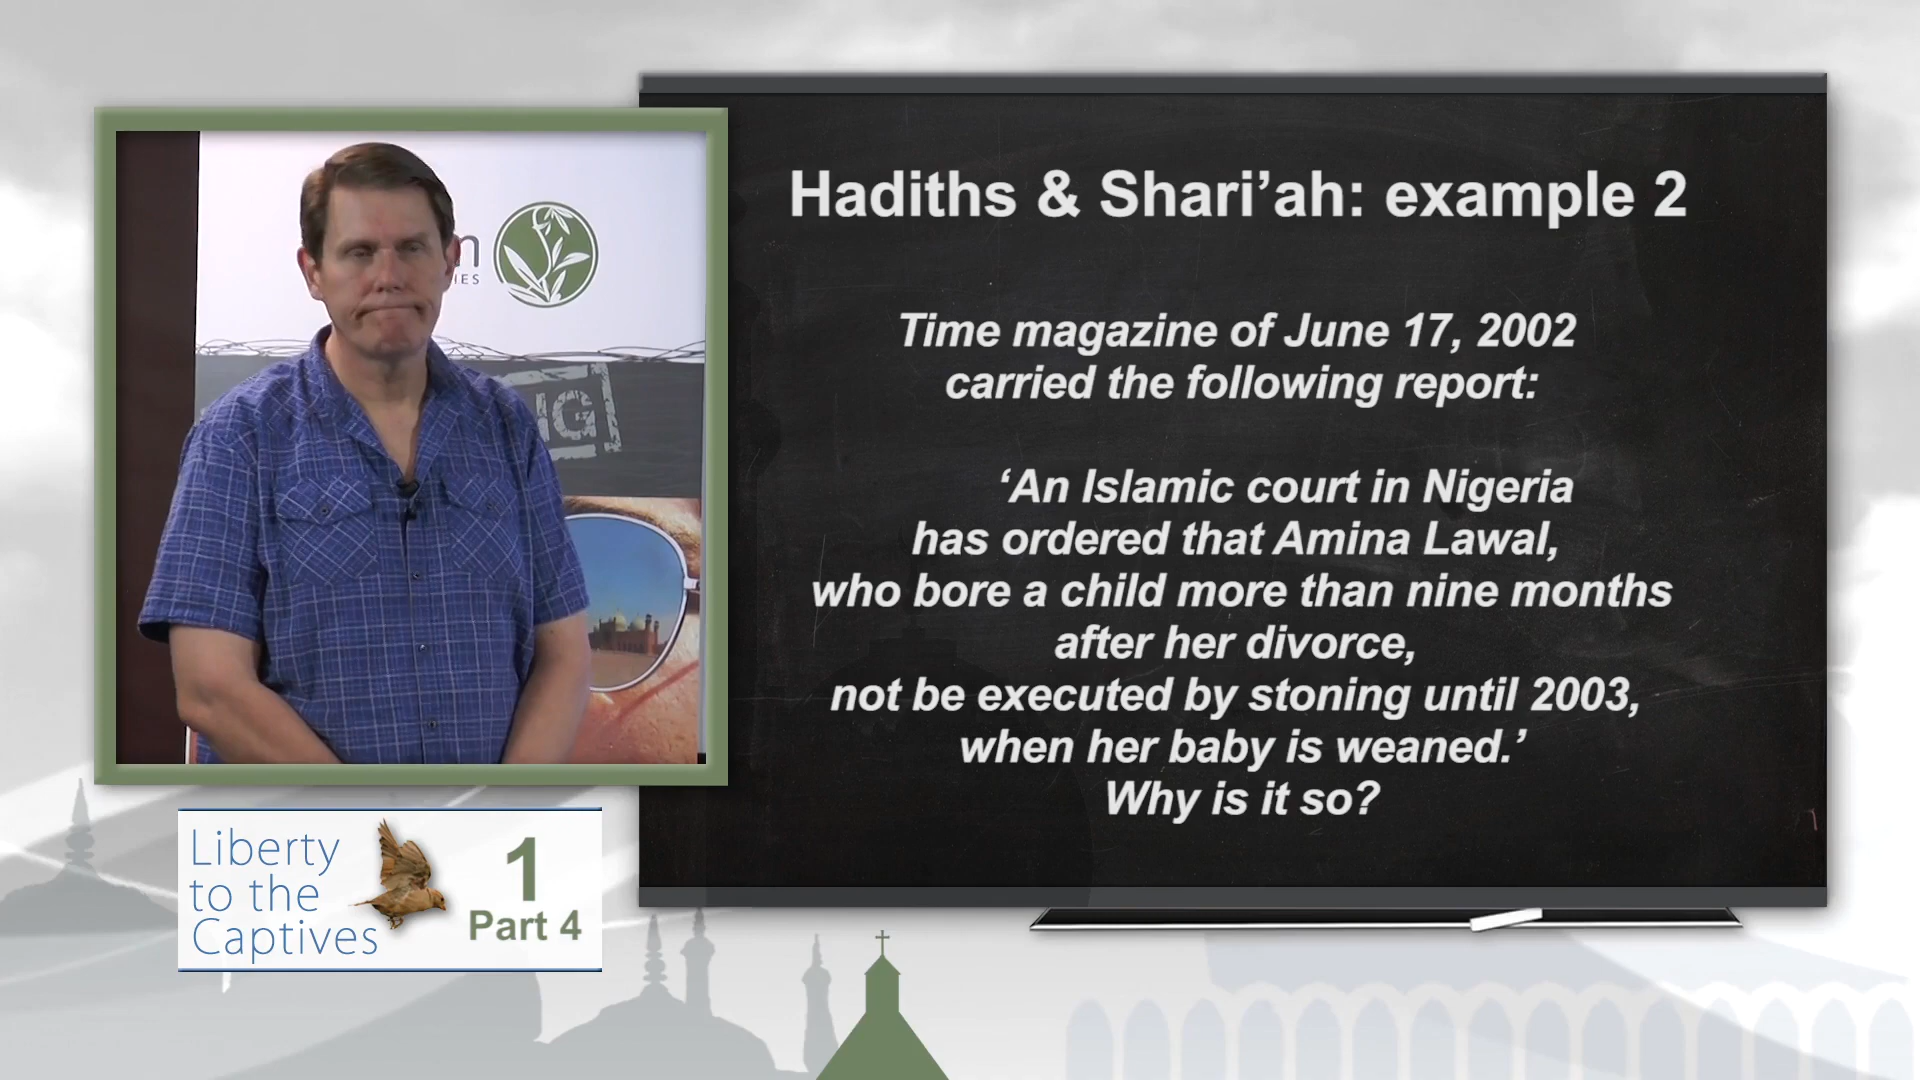 Hadiths & Shari’ah: example 2
Time magazine of June 17, 2002
carried the following report:
‘An Islamic court in Nigeria
has ordered that Amina Lawal,
who bore a child more than nine months
after her divorce,
not be executed by stoning until 2003,
when her baby is weaned.’
Why is it so?
Liberty
to the
Captives
1
Part 4